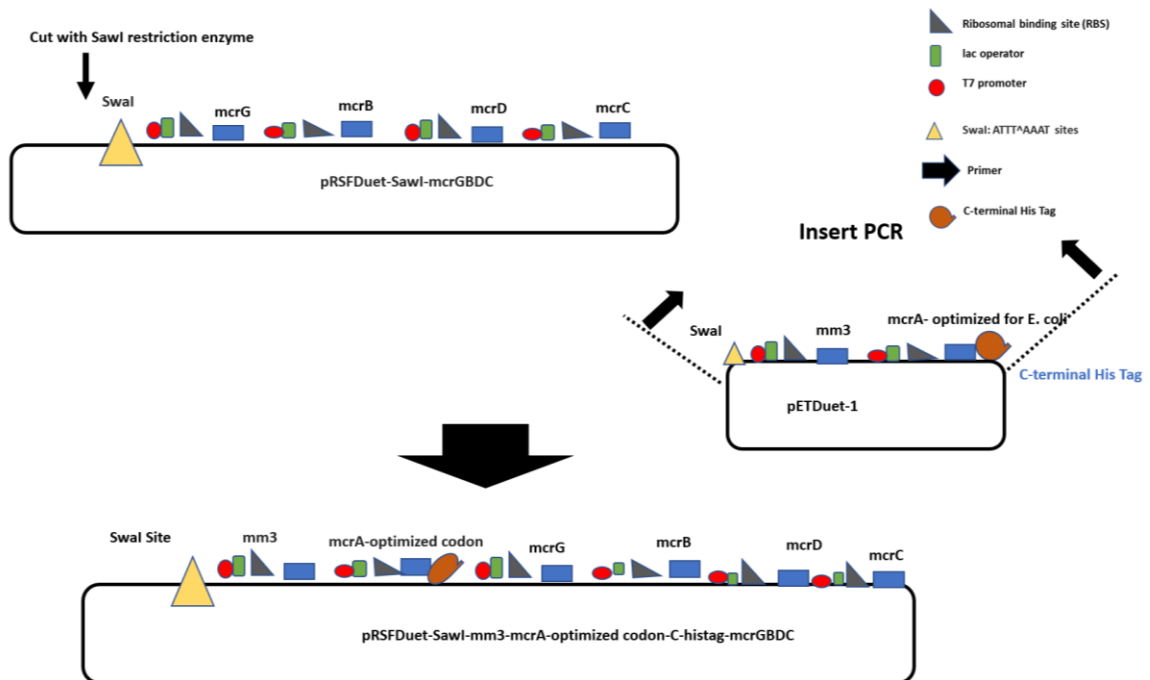 Cut with SawI restriction enzyme
SwaI
mcrG
mcrB
mcrD
mcrC
pRSFDuet-SawI-mcrGBDC
Ribosomal binding site (RBS)
lac operator
T7 promoter
SwaI: ATTT^AAAT sites
Primer
C-terminal His Tag
Insert PCR
SwaI
mm3
mcrA- optimized for E. coli
C-terminal His Tag
pETDuet-1
SwaI Site
mm3
mcrA-optimized codon
mcrG
mcrB
mcrD
mcrC
pRSFDuet-SawI-mm3-mcrA-optimized codon-C-histag-mcrGBDC